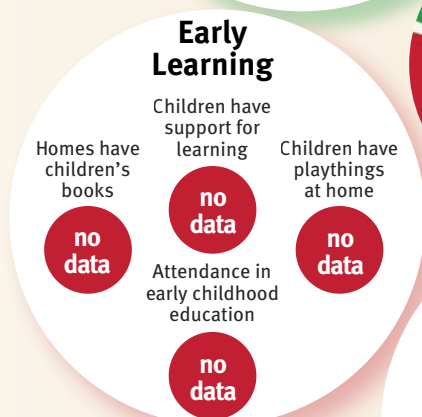 Early
Learning
Children have
support for
learning
no
data
Homes have
children's
books
no
data
Children have
playthings
at home
no
data
Attendance in
early childhood
education
no
data